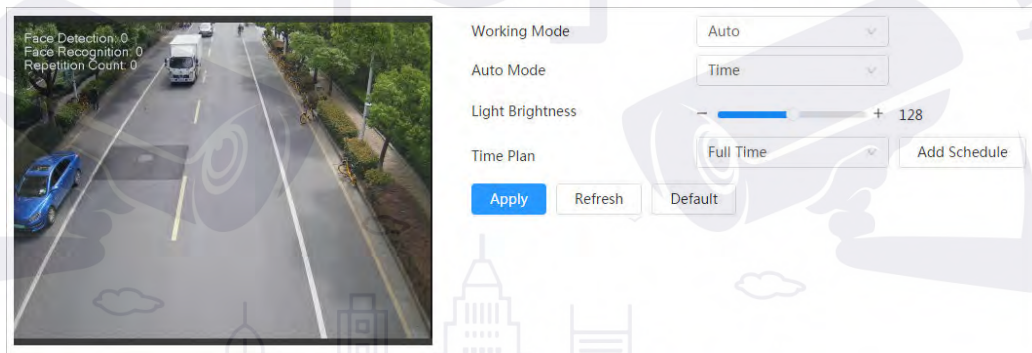 Face Detection: 0
Face Recognition: 0
Repetition Count: 0
Working Mode Auto
Auto Mode Time
Light Brightness - + 128
Time Plan Full Time Add Schedule
Apply Refresh Default